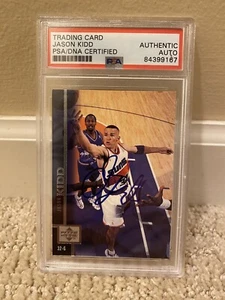 TRADING CARD
JASON KIDD
PSA/DNA CERTIFIED
AUTHENTIC
AUTO
84399167
PSA
KIDD